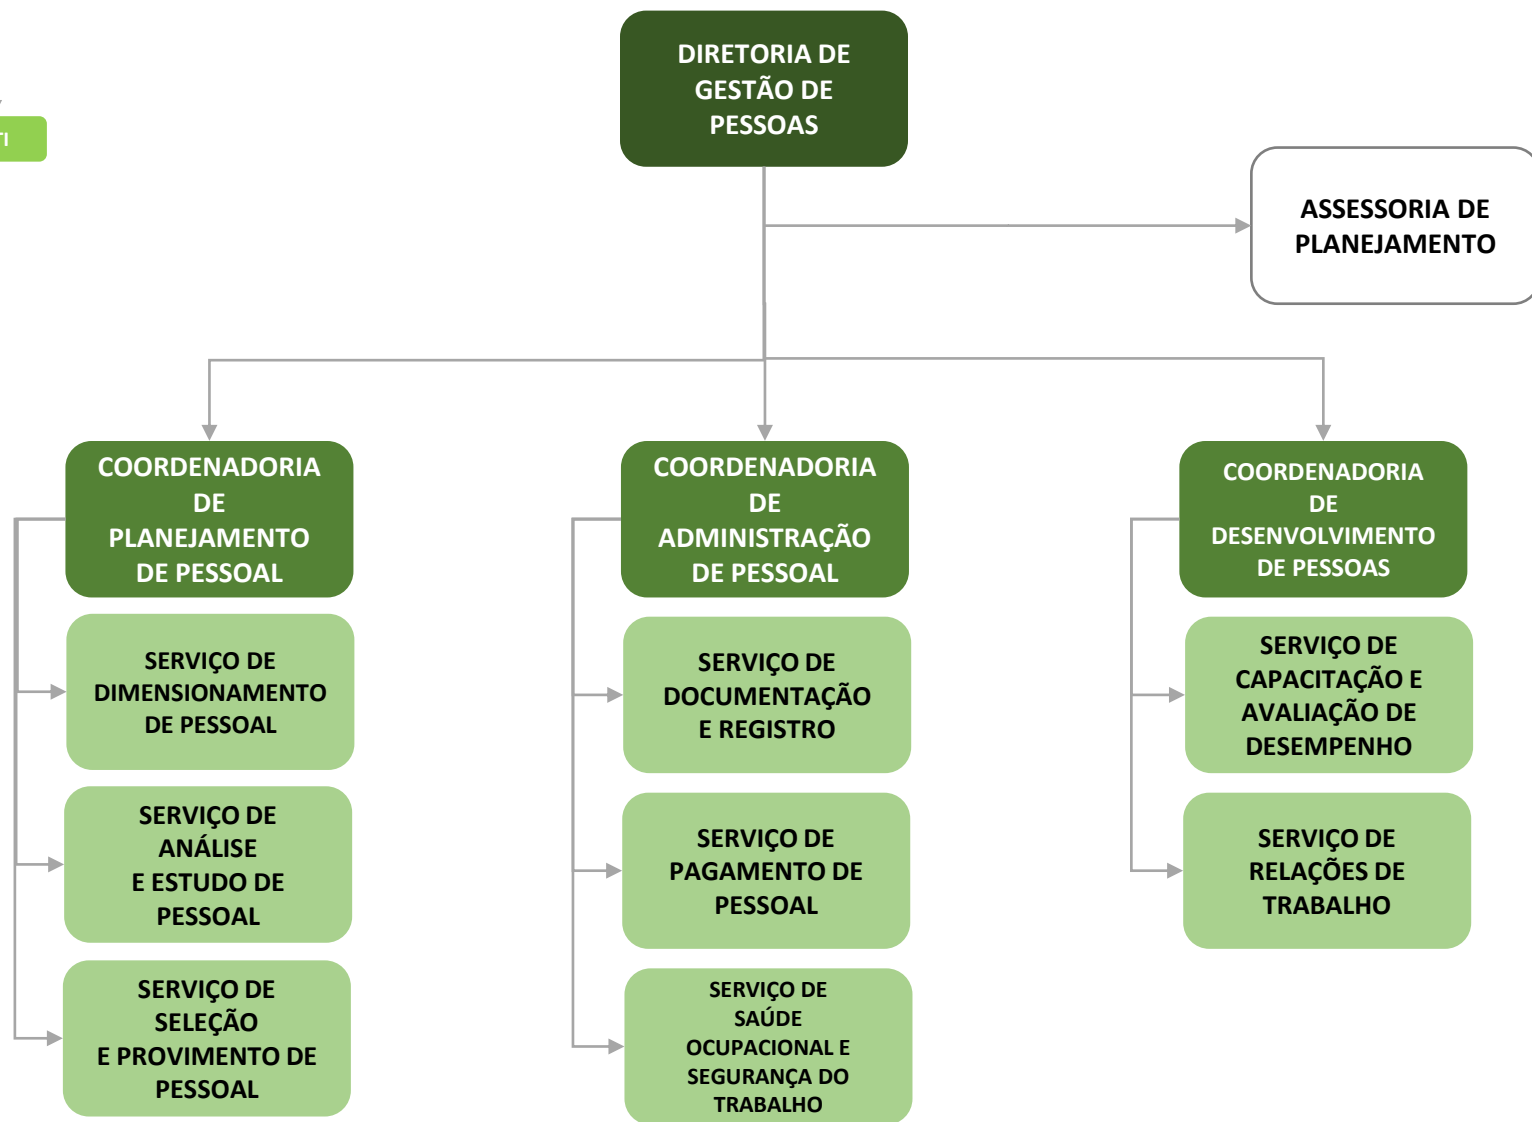 DIRETORIA DE
GESTÃO DE
PESSOAS
TI
ASSESSORIA DE
PLANEJAMENTO
COORDENADORIA
DE
PLANEJAMENTO
DE PESSOAL
COORDENADORIA
DE
ADMINISTRAÇÃO
DE PESSOAL
COORDENADORIA
DE
DESENVOLVIMENTO
DE PESSOAS
SERVIÇO DE
DIMENSIONAMENTO
DE PESSOAL
SERVIÇO DE
DOCUMENTAÇÃO
E REGISTRO
SERVIÇO DE
CAPACITAÇÃO E
AVALIAÇÃO DE
DESEMPENHO
SERVIÇO DE
ANÁLISE
E ESTUDO DE
PESSOAL
SERVIÇO DE
PAGAMENTO DE
PESSOAL
SERVIÇO DE
RELAÇÕES DE
TRABALHO
SERVIÇO DE
SELEÇÃO
E PROVIMENTO DE
PESSOAL
SERVIÇO DE
SAÚDE
OCUPACIONAL E
SEGURANÇA DO
TRABALHO